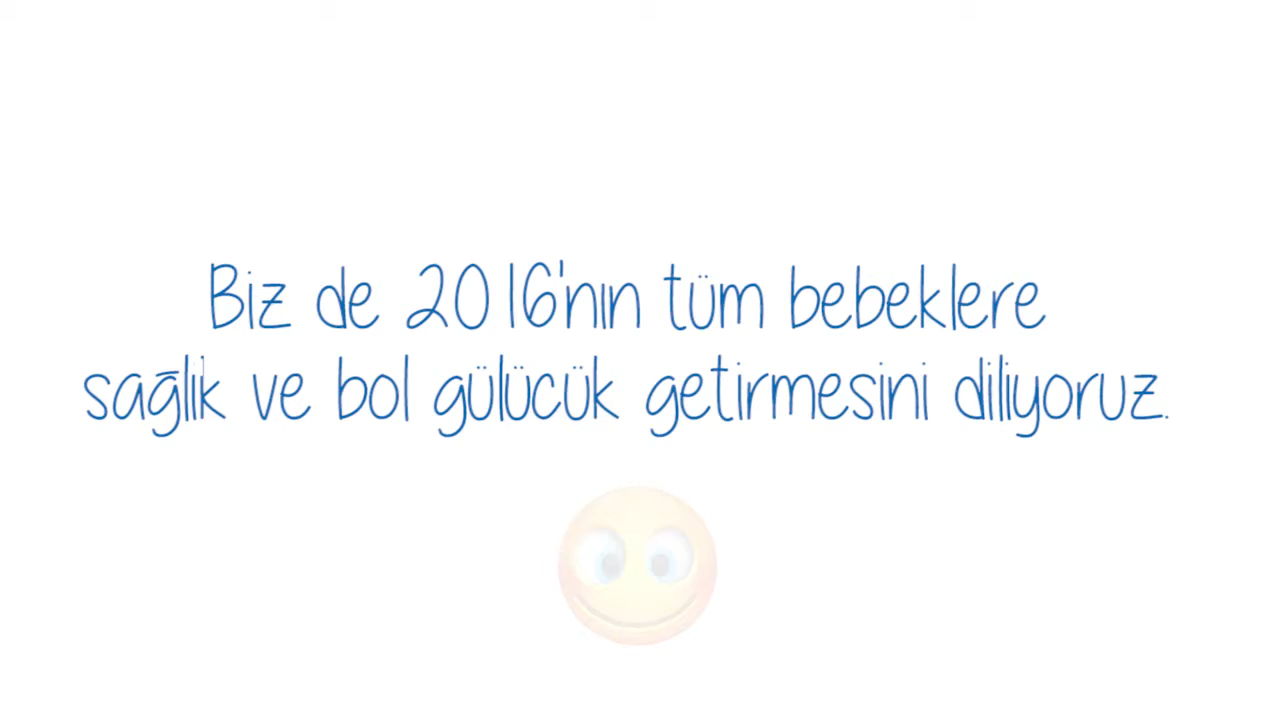 Biz de 2016'nın tüm bebeklere
sağlık ve bol gülücük getirmesini diliyoruz.